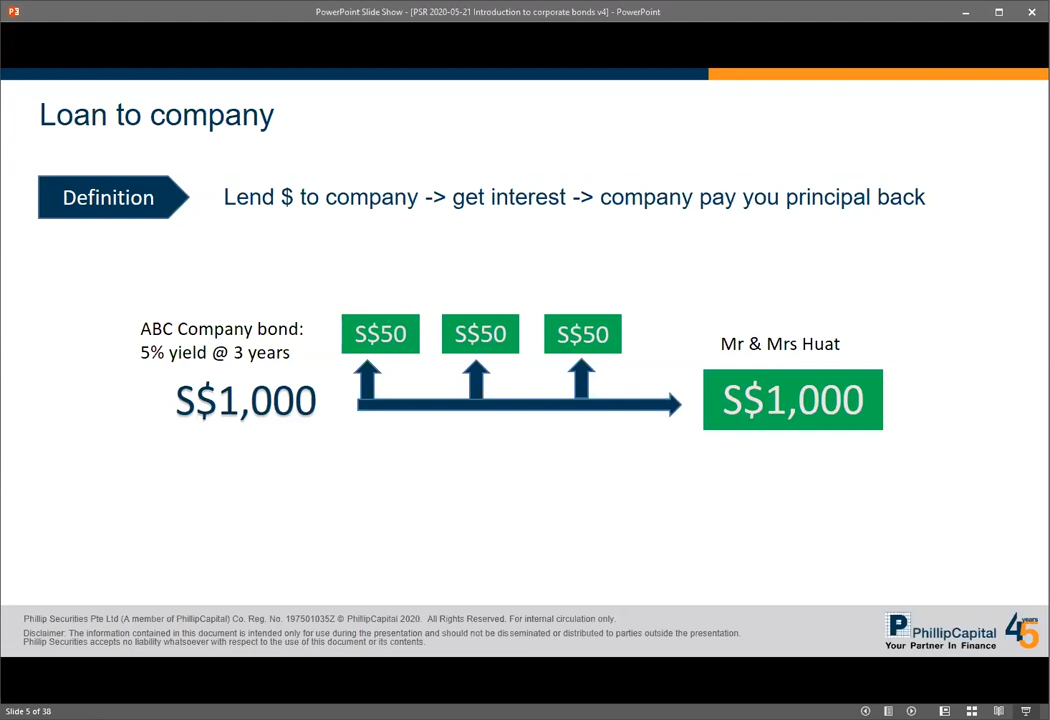 PowerPoint Slide Show - [PSR 2020-05-21 Introduction to corporate bonds v4] - PowerPoint
Loan to company
Definition
Lend $ to company -> get interest -> company pay you principal back
ABC Company bond:
5% yield @ 3 years
S$1,000
S$50
S$50
S$50
Mr & Mrs Huat
S$1,000
Phillip Securities Pte Ltd (A member of PhillipCapital) Co. Reg. No. 197501035Z © PhillipCapital 2020. All Rights Reserved. For internal circulation only.
Disclaimer: The information contained in this document is intended only for use during the presentation and should not be disseminated or distributed to parties outside the presentation.
Phillip Securities accepts no liability whatsoever with respect to the use of this document or its contents.
P PhillipCapital
Your Partner In Finance
45 years
Slide 5 of 38